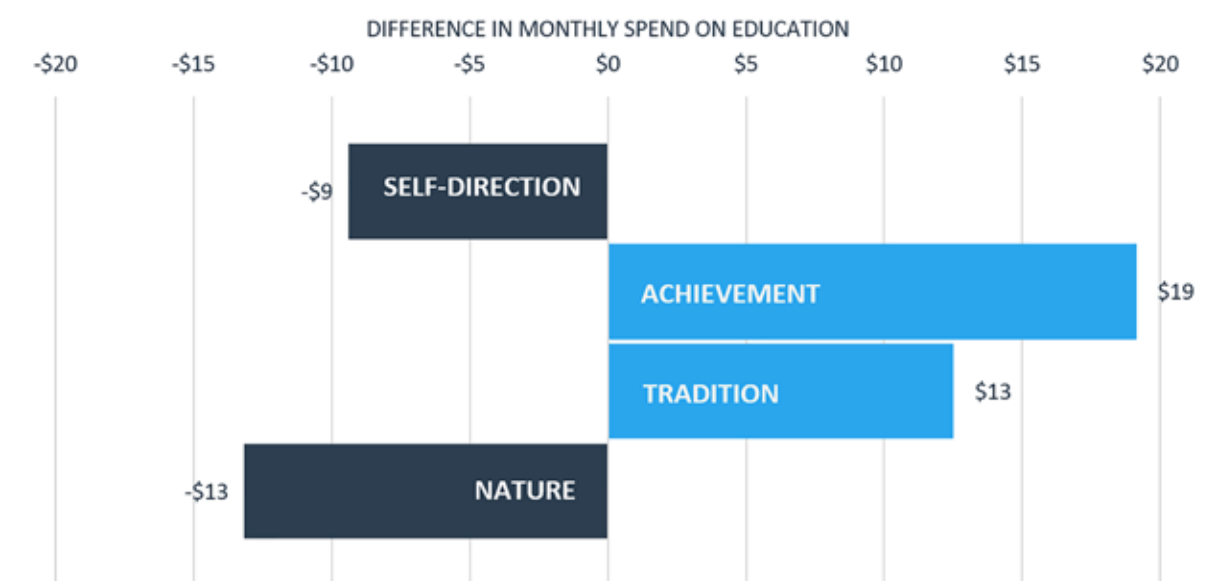 DIFFERENCE IN MONTHLY SPEND ON EDUCATION
-$20 -$15 -$10 -$5 $0 $5 $10 $15 $20
-$9 SELF-DIRECTION
ACHIEVEMENT $19
TRADITION $13
-$13 NATURE